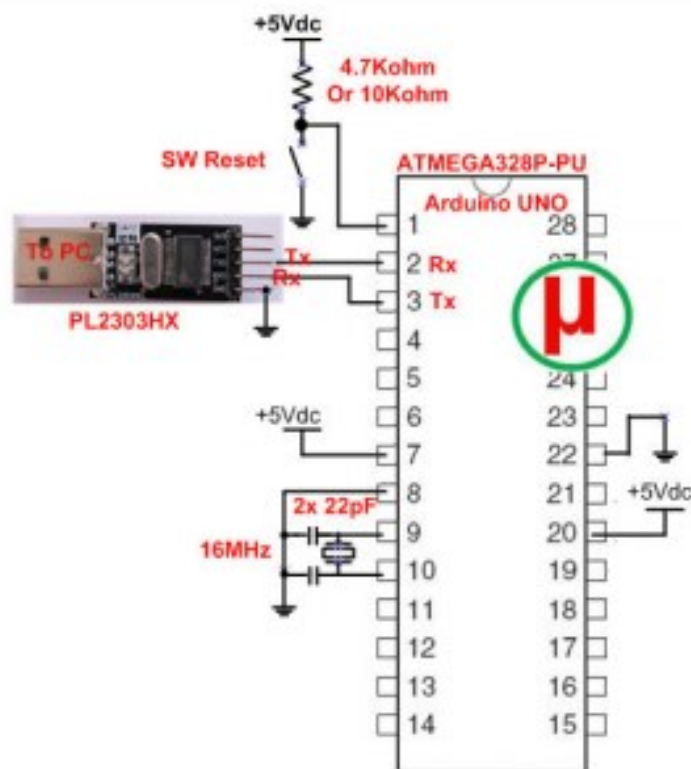 +5Vdc
4.7Kohm
Or 10Kohm
SW Reset
ATMEGA328P-PU
Arduino UNO
1 28
To PC
Tx
2 Rx
Rx
3 Tx
PL2303HX
µ
4
5 24
6 23
+5Vdc
7 22
8 21
+5Vdc
2x 22pF
9 20
16MHz
10 19
11 18
12 17
13 16
14 15